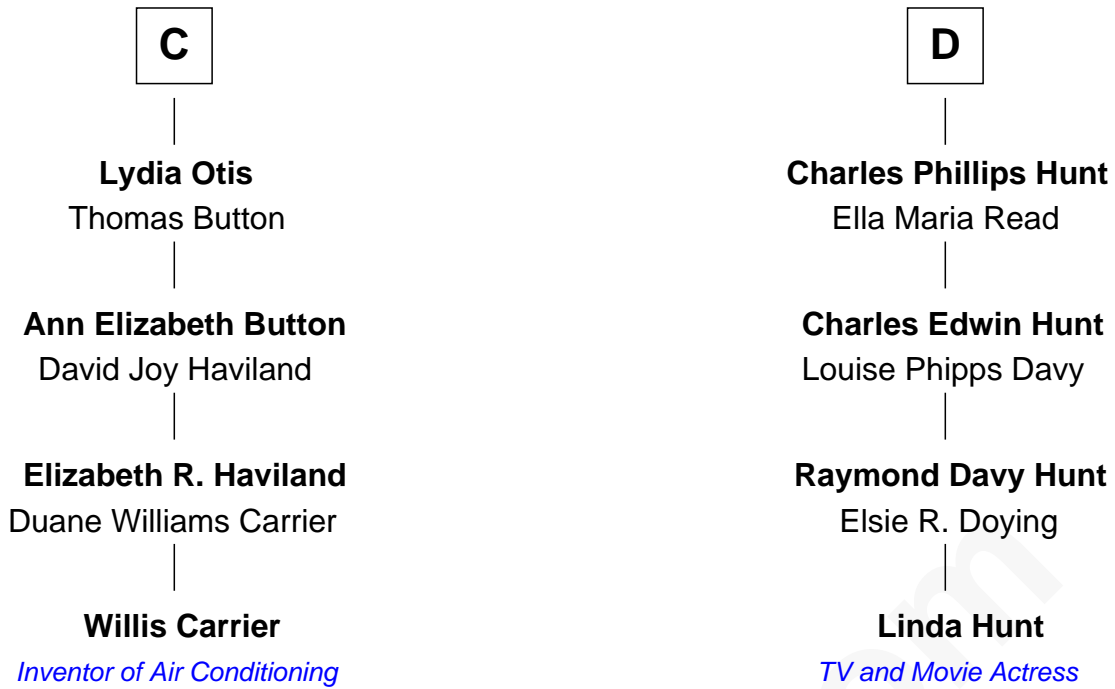 C
Lydia Otis
Thomas Button
Ann Elizabeth Button
David Joy Haviland
Elizabeth R. Haviland
Duane Williams Carrier
Willis Carrier
Inventor of Air Conditioning
D
Charles Phillips Hunt
Ella Maria Read
Charles Edwin Hunt
Louise Phipps Davy
Raymond Davy Hunt
Elsie R. Doying
Linda Hunt
TV and Movie Actress